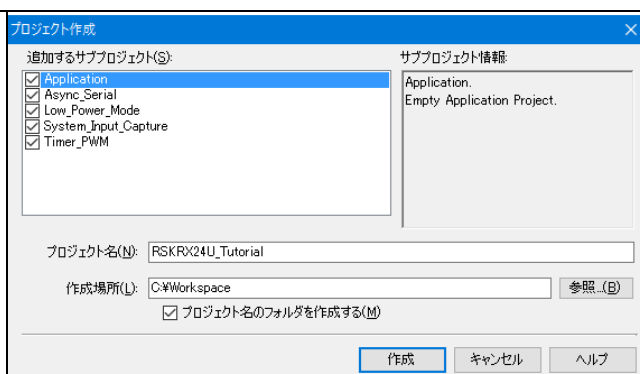 プロジェクト作成
追加するサブプロジェクト(S):
Application
Async_Serial
Low_Power_Mode
System_Input_Capture
Timer_PWM
サブプロジェクト情報:
Application.
Empty Application Project.
プロジェクト名(N): RSKRX24U_Tutorial
作成場所(L): C:¥Workspace 参照...(B)
プロジェクト名のフォルダを作成する(M)
作成 キャンセル ヘルプ